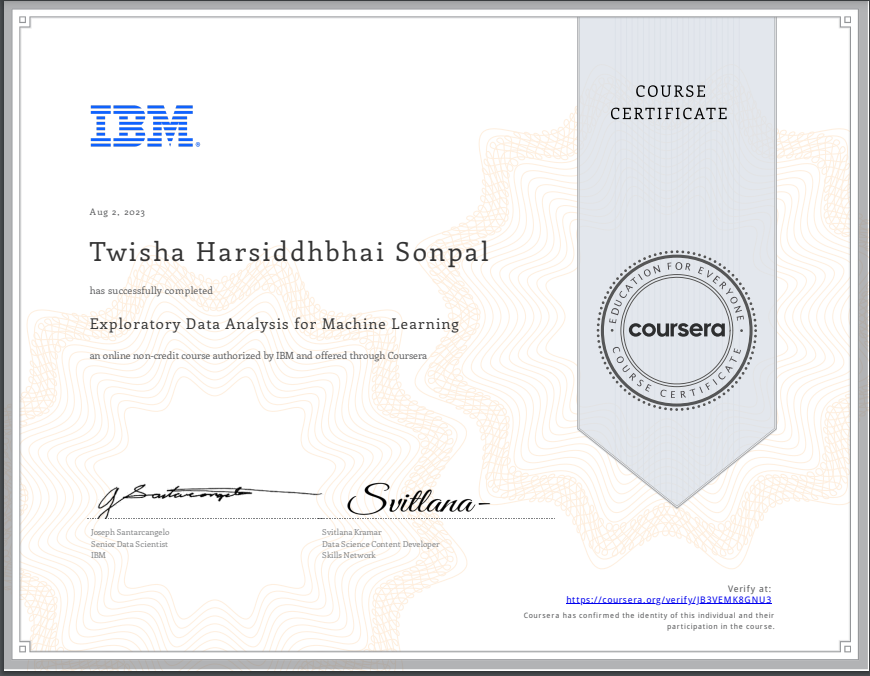 COURSE
CERTIFICATE
IBM®
Aug 2, 2023
Twisha Harsiddhbhai Sonpal
has successfully completed
Exploratory Data Analysis for Machine Learning
an online non-credit course authorized by IBM and offered through Coursera
EDUCATION FOR EVERYONE
coursera
COURSE CERTIFICATE
J Santarcangelo
Svitlana
Joseph Santarcangelo
Senior Data Scientist
IBM
Svitlana Kramar
Data Science Content Developer
Skills Network
Verify at:
https://coursera.org/verify/JB3VEMK8GNU3
Coursera has confirmed the identity of this individual and their
participation in the course.